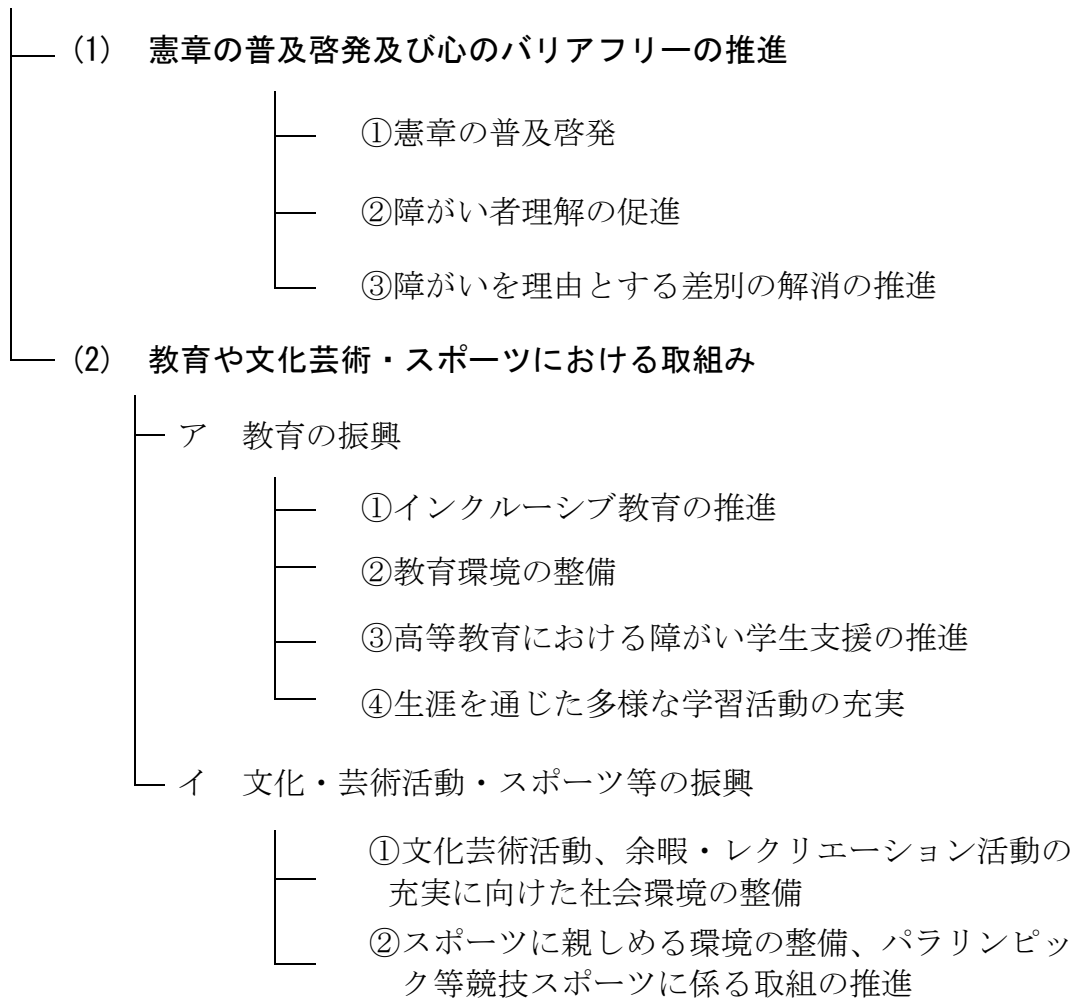 (1) 憲章の普及啓発及び心のバリアフリーの推進
①憲章の普及啓発
②障がい者理解の促進
③障がいを理由とする差別の解消の推進
(2) 教育や文化芸術・スポーツにおける取組み
ア 教育の振興
①インクルーシブ教育の推進
②教育環境の整備
③高等教育における障がい学生支援の推進
④生涯を通じた多様な学習活動の充実
イ 文化・芸術活動・スポーツ等の振興
①文化芸術活動、余暇・レクリエーション活動の
充実に向けた社会環境の整備
②スポーツに親しめる環境の整備、パラリンピッ
ク等競技スポーツに係る取組の推進